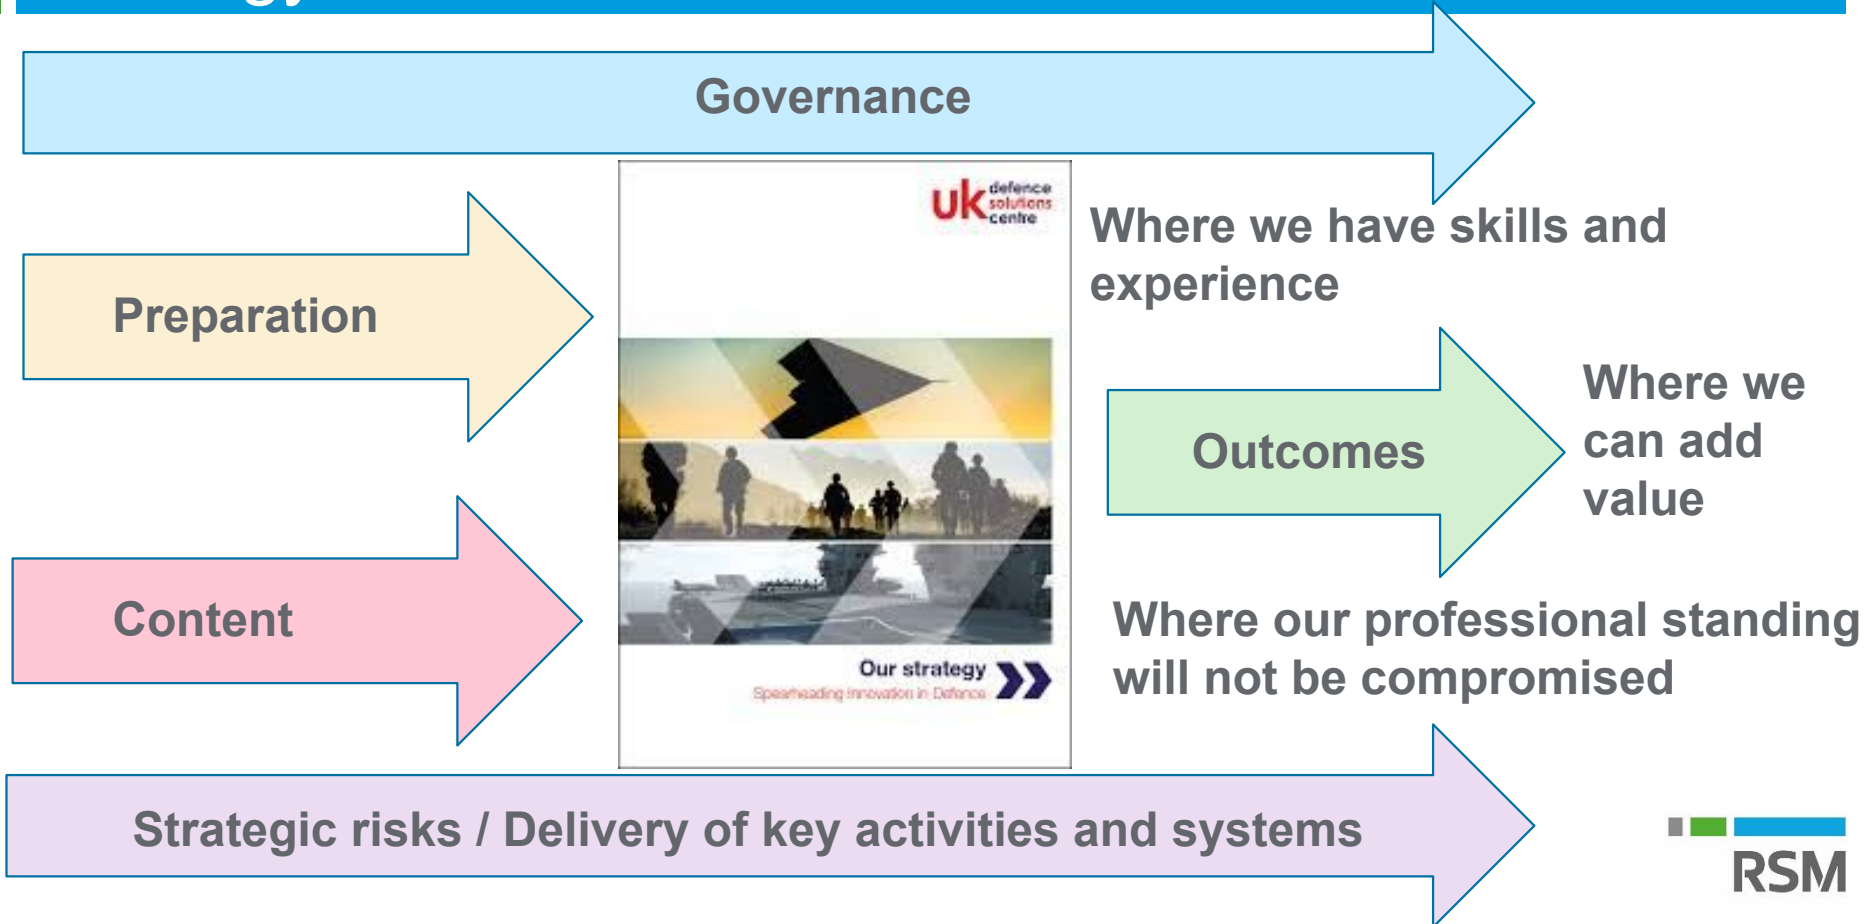 Governance
uk defence
solutions
centre
Where we have skills and
experience
Preparation
Where we
can add
value
Outcomes
Content
Where our professional standing
will not be compromised
Our strategy
Spearheading Innovation in Defence
Strategic risks / Delivery of key activities and systems
RSM